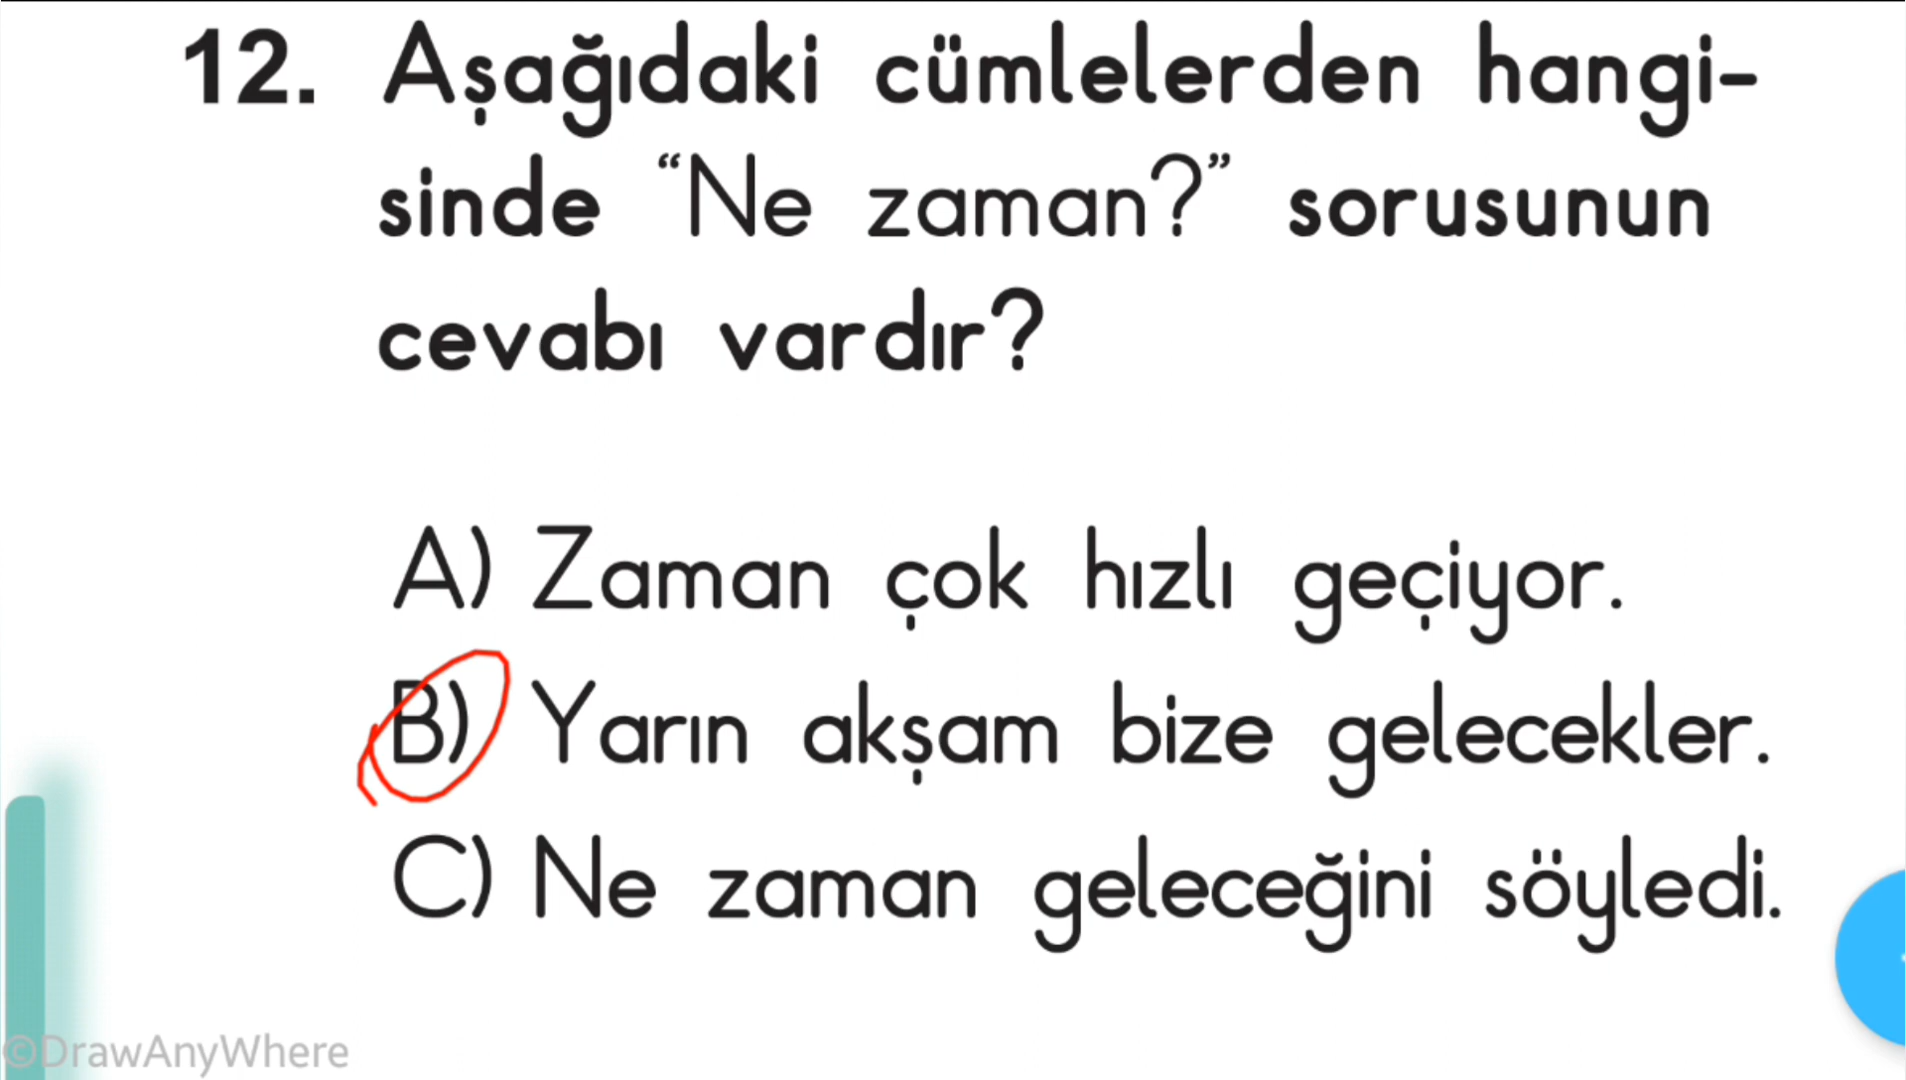 12. Aşağıdaki cümlelerden hangi-
sinde “Ne zaman?” sorusunun
cevabı vardır?
A) Zaman çok hızlı geçiyor.
B) Yarın akşam bize gelecekler.
C) Ne zaman geleceğini söyledi.
©DrawAnyWhere